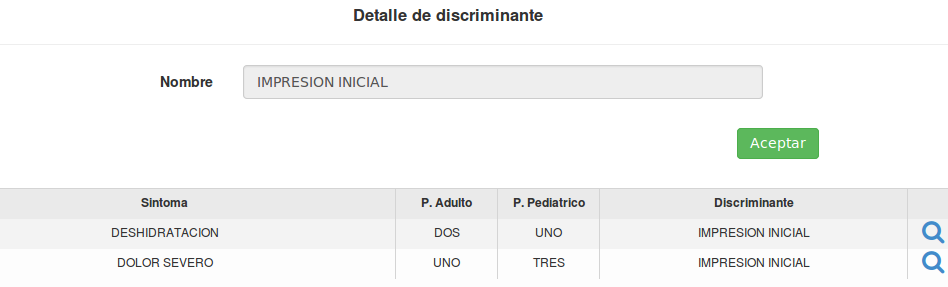 Detalle de discriminante
Nombre IMPRESION INICIAL
Aceptar
Sintoma P. Adulto P. Pediatrico Discriminante
DESHIDRATACION DOS UNO IMPRESION INICIAL
DOLOR SEVERO UNO TRES IMPRESION INICIAL